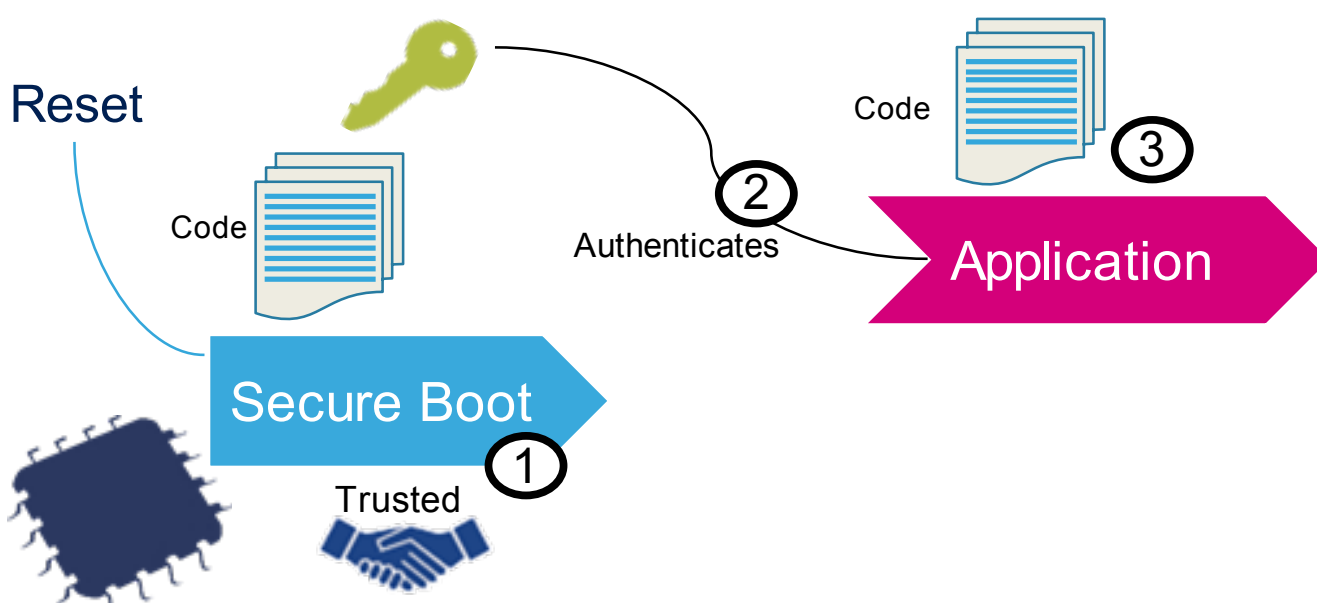 Reset
Code
Secure Boot
1
Trusted
2
Authenticates
Code
3
Application